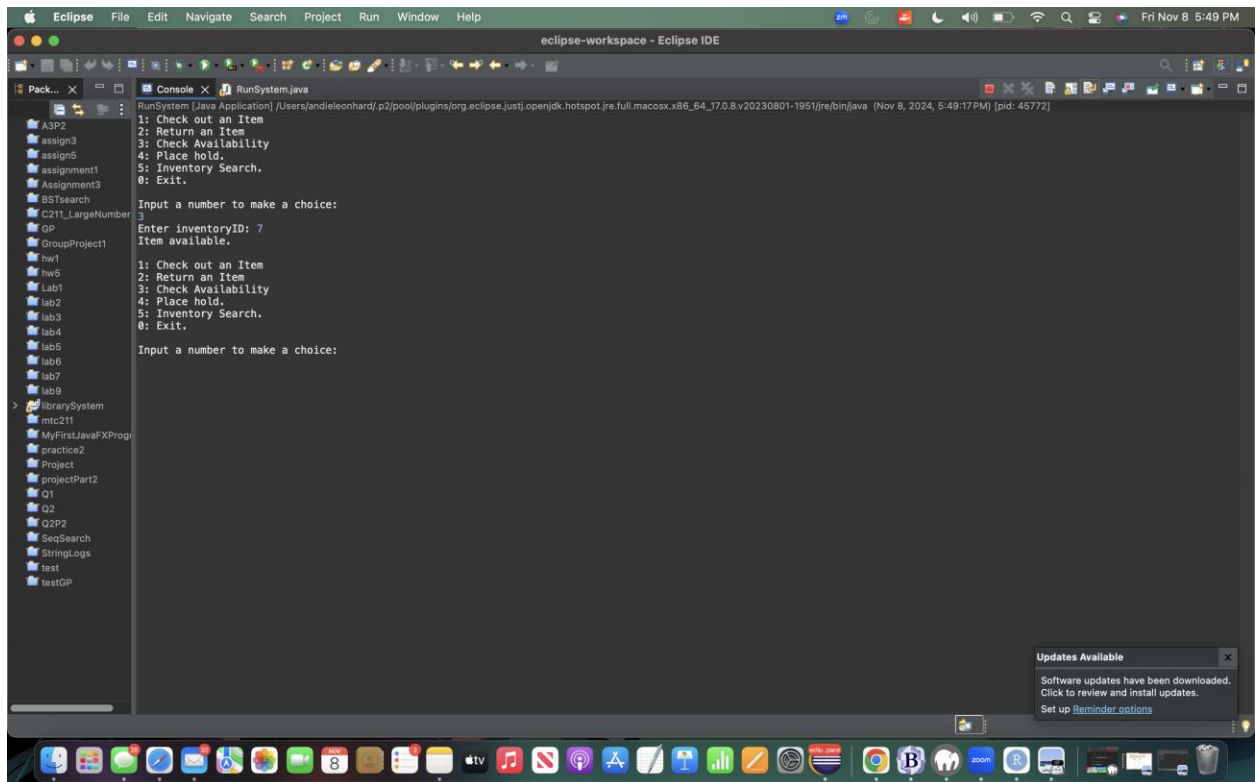 Eclipse File Edit Navigate Search Project Run Window Help
zm
Fri Nov 8 5:49 PM
eclipse-workspace - Eclipse IDE
Pack...
Console
RunSystem.java
RunSystem [Java Application] /Users/andieleonhard/.p2/pool/plugins/org.eclipse.justj.openjdk.hotspot.jre.full.macosx.x86_64_17.0.8.v20230801-1951/jre/bin/java (Nov 8, 2024, 5:49:17 PM) [pid: 45772]
A3P2
assign3
assign5
assignment1
Assignment3
BSTsearch
C211_LargeNumber
GP
GroupProject1
hw1
hw5
Lab1
lab2
lab3
lab4
lab5
lab6
lab7
lab9
librarySystem
mtc211
MyFirstJavaFXProgr
practice2
Project
projectPart2
Q1
Q2
Q2P2
SeqSearch
StringLogs
test
testGP
1: Check out an Item
2: Return an Item
3: Check Availability
4: Place hold.
5: Inventory Search.
0: Exit.
Input a number to make a choice:
3
Enter inventoryID: 7
Item available.
1: Check out an Item
2: Return an Item
3: Check Availability
4: Place hold.
5: Inventory Search.
0: Exit.
Input a number to make a choice:
Updates Available
Software updates have been downloaded.
Click to review and install updates.
Set up Reminder options
NOV
8
tv
zoom
R